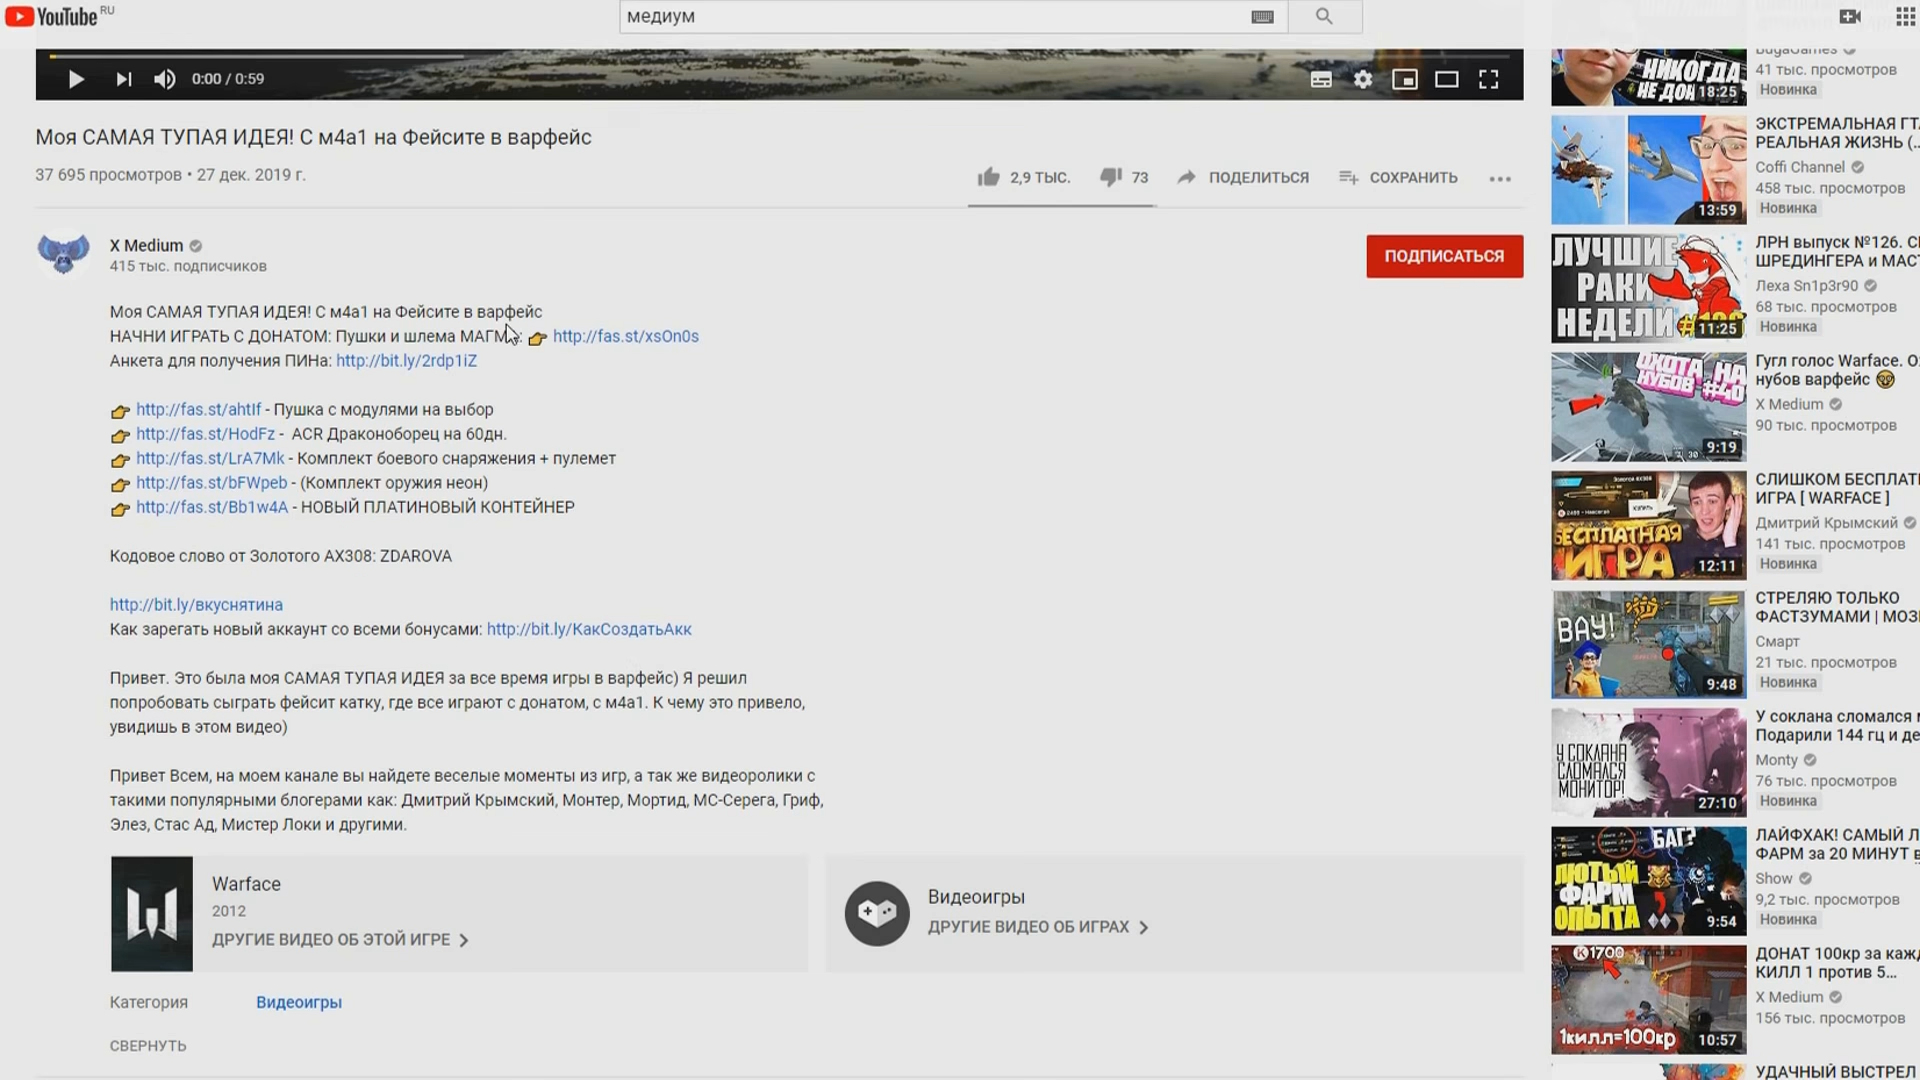 YouTube RU
медиум
0:00 / 0:59
Моя САМАЯ ТУПАЯ ИДЕЯ! С м4а1 на Фейсите в варфейс
37 695 просмотров • 27 дек. 2019 г.
2,9 ТЫС.
73
ПОДЕЛИТЬСЯ
СОХРАНИТЬ
X Medium
415 тыс. подписчиков
ПОДПИСАТЬСЯ
Моя САМАЯ ТУПАЯ ИДЕЯ! С м4а1 на Фейсите в варфейс
НАЧНИ ИГРАТЬ С ДОНАТОМ: Пушки и шлема http://fas.st/xsOn0s
Анкета для получения ПИНа: http://bit.ly/2rdp1iZ
http://fas.st/ahtIf - Пушка с модулями на выбор
http://fas.st/HodFz - ACR Драконоборец на 60дн.
http://fas.st/LrA7Mk - Комплект боевого снаряжения + пулемет
http://fas.st/bFWpeb - (Комплект оружия неон)
http://fas.st/Bb1w4A - НОВЫЙ ПЛАТИНОВЫЙ КОНТЕЙНЕР
Кодовое слово от Золотого AX308: ZDAROVA
http://bit.ly/вкуснятина
Как зарегать новый аккаунт со всеми бонусами: http://bit.ly/КакСоздатьАкк
Привет. Это была моя САМАЯ ТУПАЯ ИДЕЯ за все время игры в варфейс) Я решил
попробовать сыграть фейсит катку, где все играют с донатом, с м4а1. К чему это привело,
увидишь в этом видео)
Привет Всем, на моем канале вы найдете веселые моменты из игр, а так же видеоролики с
такими популярными блогерами как: Дмитрий Крымский, Монтер, Мортид, МС-Серега, Гриф,
Элез, Стас Ад, Мистер Локи и другими.
Warface
2012
ДРУГИЕ ВИДЕО ОБ ЭТОЙ ИГРЕ
Видеоигры
ДРУГИЕ ВИДЕО ОБ ИГРАХ
Категория
Видеоигры
СВЕРНУТЬ
НИКОГДА
НЕ ДОН
18:25
BugaGames
41 тыс. просмотров
Новинка
13:59
ЭКСТРЕМАЛЬНАЯ ГТ
РЕАЛЬНАЯ ЖИЗНЬ (...
Coffi Channel
458 тыс. просмотров
Новинка
ЛУЧШИЕ
РАКИ
НЕДЕЛИ
11:25
ЛРН выпуск №126. С
ШРЕДИНГЕРА и МАС
Леха Sn1p3r90
68 тыс. просмотров
Новинка
ОХОТА НА
НУБОВ #40
9:19
Гугл голос Warface. О
нубов варфейс
X Medium
90 тыс. просмотров
БЕСПЛАТНАЯ
ИГРА
12:11
СЛИШКОМ БЕСПЛАТ
ИГРА [ WARFACE ]
Дмитрий Крымский
141 тыс. просмотров
Новинка
ВАУ!
9:48
СТРЕЛЯЮ ТОЛЬКО
ФАСТЗУМАМИ | МОЗ
Смарт
21 тыс. просмотров
Новинка
У СОКЛАНА
СЛОМАЛСЯ
МОНИТОР!
27:10
У соклана сломался
Подарили 144 гц и де
Monty
76 тыс. просмотров
Новинка
БАГ?
ЛЮТЫЙ
ФАРМ
ОПЫТА
9:54
ЛАЙФХАК! САМЫЙ Л
ФАРМ за 20 МИНУТ в
Show
9,2 тыс. просмотров
Новинка
К 1700
1килл=100кр
10:57
ДОНАТ 100кр за кажд
КИЛЛ 1 против 5...
X Medium
156 тыс. просмотров
УДАЧНЫЙ ВЫСТРЕЛ